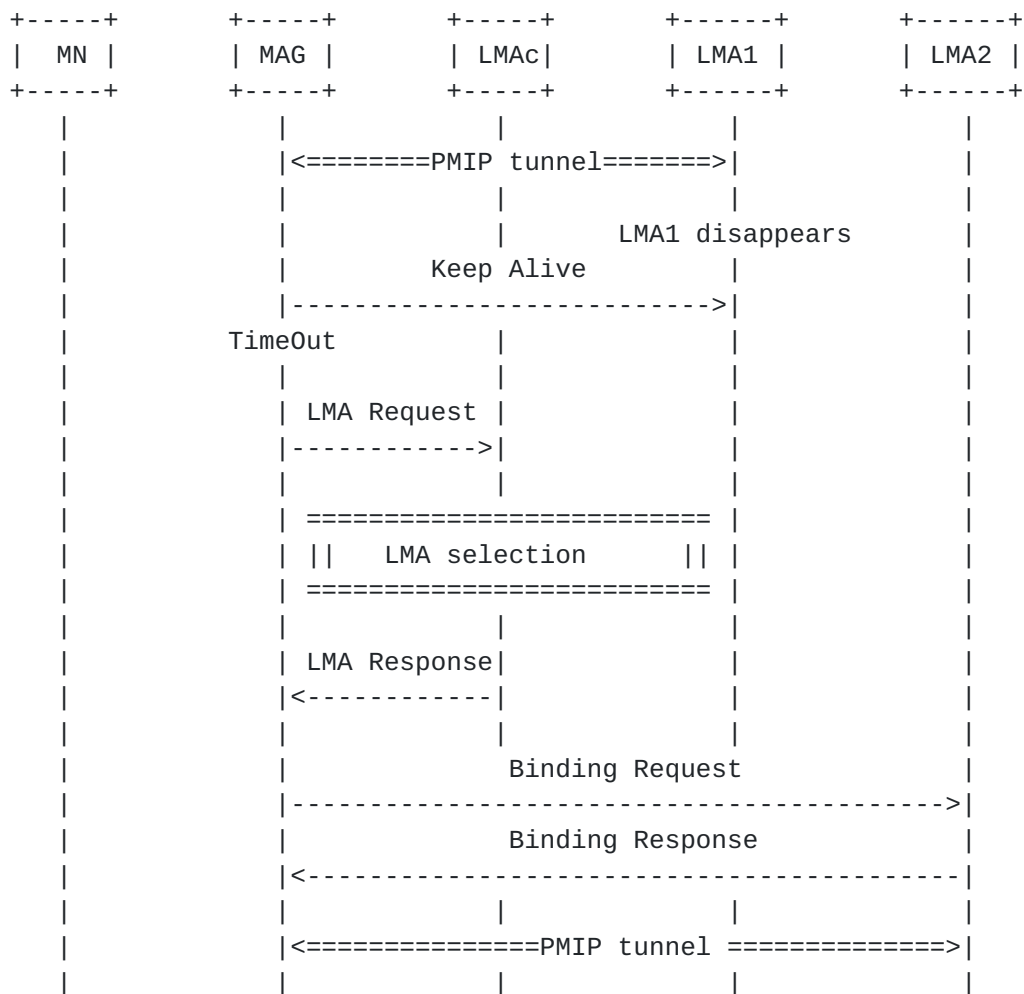 MN MAG LMAc LMA1 LMA2
PMIP tunnel
LMA1 disappears
Keep Alive
TimeOut
LMA Request
LMA selection
LMA Response
Binding Request
Binding Response
PMIP tunnel